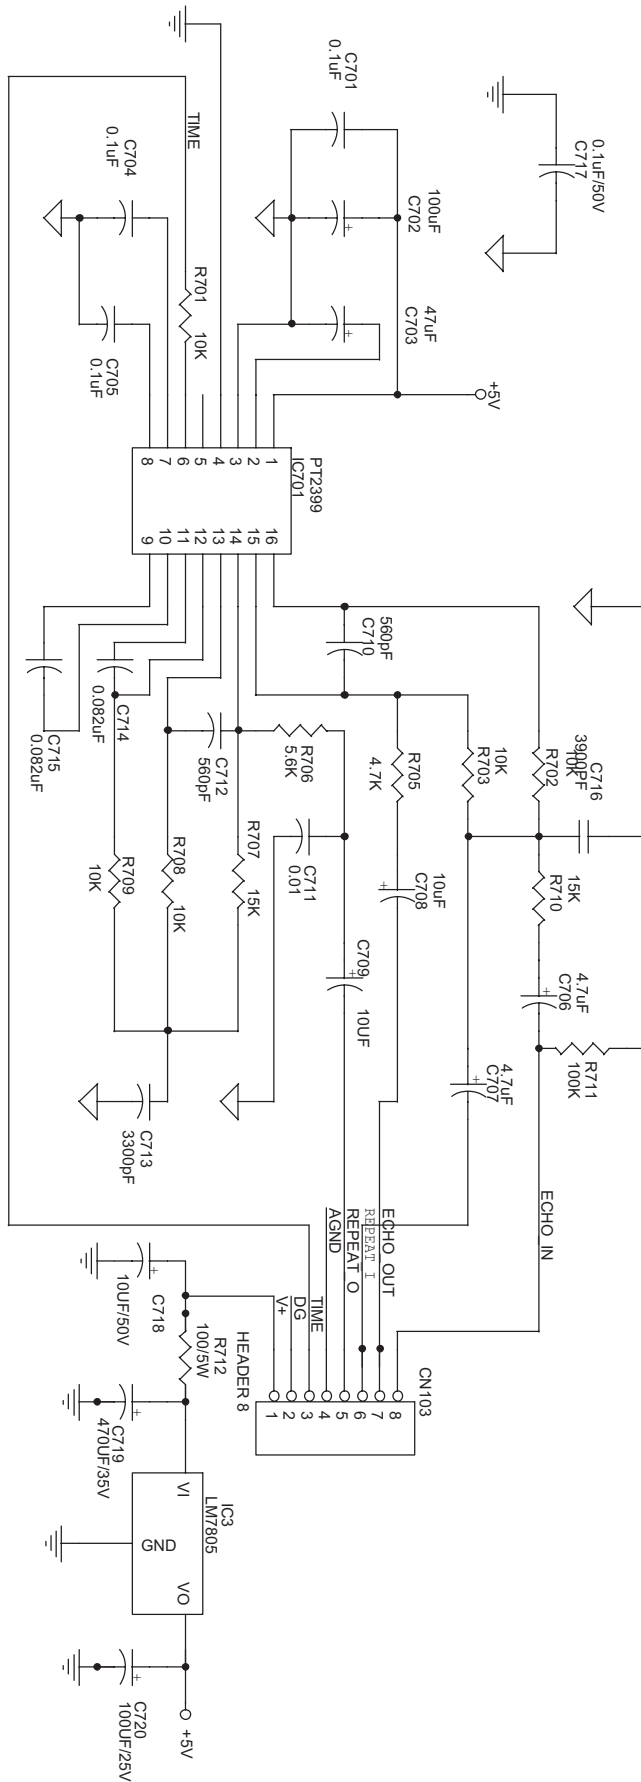 0.1uF/50V
C717
C701
0.1uF
100uF
C702
47uF
C703
+5V
TIME
C704
0.1uF
C705
0.1uF
R701
10K
PT2399
IC701
1
2
3
4
5
6
7
8
16
15
14
13
12
11
10
9
560pF
C710
C712
560pF
C714
0.082uF
C715
0.082uF
R706
5.6K
R705
4.7K
10K
R703
R702
10K
C716
3900PF
15K
R710
4.7uF
C706
R711
100K
10uF
C708
C711
0.01
R707
15K
R708
10K
R709
10K
C709
10UF
4.7uF
C707
C713
3300pF
ECHO IN
ECHO OUT
REPEAT I
REPEAT O
AGND
TIME
DG
V+
CN103
8
7
6
5
4
3
2
1
HEADER 8
C718
10UF/50V
R712
100/5W
C719
470UF/35V
IC3
LM7805
VI
GND
VO
C720
100UF/25V
+5V